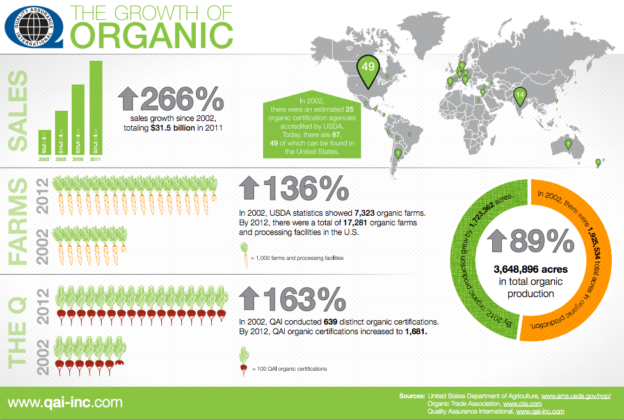 QUALITY ASSURANCE
INTERNATIONAL
THE GROWTH OF
ORGANIC
SALES
2002
2005
2008
2011
266%
sales growth since 2002,
totaling $31.5 billion in 2011
In 2002,
there were an estimated 25
organic certification agencies
accredited by USDA.
Today, there are 87,
49 of which can be found in
the United States.
49
14
FARMS
2012
2002
136%
In 2002, USDA statistics showed 7,323 organic farms.
By 2012, there were a total of 17,281 organic farms
and processing facilities in the U.S.
= 1,000 farms and processing facilities
THE Q
2012
2002
163%
In 2002, QAI conducted 639 distinct organic certifications.
By 2012, QAI organic certifications increased to 1,681.
= 100 QAI organic certifications
In 2002, there were 1,925,534 total acres in organic production.
By 2012, organic production grew by 1,723,362 acres.
89%
3,648,896 acres
in total organic
production
www.qai-inc.com
Sources: United States Department of Agriculture, www.ams.usda.gov/nop/
Organic Trade Association, www.ota.com
Quality Assurance International, www.qai-inc.com